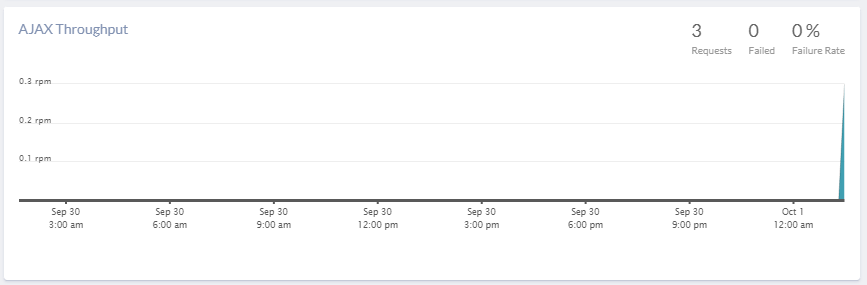 AJAX Throughput
3 0 0 %
Requests Failed Failure Rate
0.3 rpm
0.2 rpm
0.1 rpm
Sep 30 Sep 30 Sep 30 Sep 30 Sep 30 Sep 30 Sep 30 Oct 1
3:00 am 6:00 am 9:00 am 12:00 pm 3:00 pm 6:00 pm 9:00 pm 12:00 am